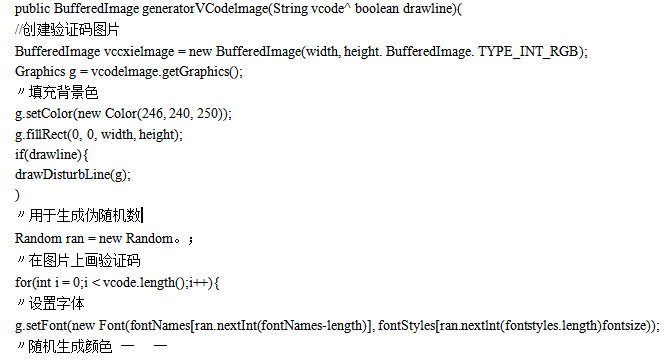 public BufferedImage generatorVCodeImage(String vcode^ boolean drawline)(
//创建验证码图片
BufferedImage vccxielmage = new BufferedImage(width, height. BufferedImage. TYPE_INT_RGB);
Graphics g = vcodelmage.getGraphics();
〃填充背景色
g.setColor(new Color(246, 240, 250));
g.fillRect(0, 0, width, height);
if(drawline){
drawDisturbLine(g);
)
〃用于生成伪随机数
Random ran = new Random。；
〃在图片上画验证码
for(int i = 0;i < vcode.length();i++){
〃设置字体
g.setFont(new Font(fontNames[ran.nextInt(fontNames-length)], fontStyles[ran.nextlnt(fontstyles.length)fontsize));
〃随机生成颜色 一 一